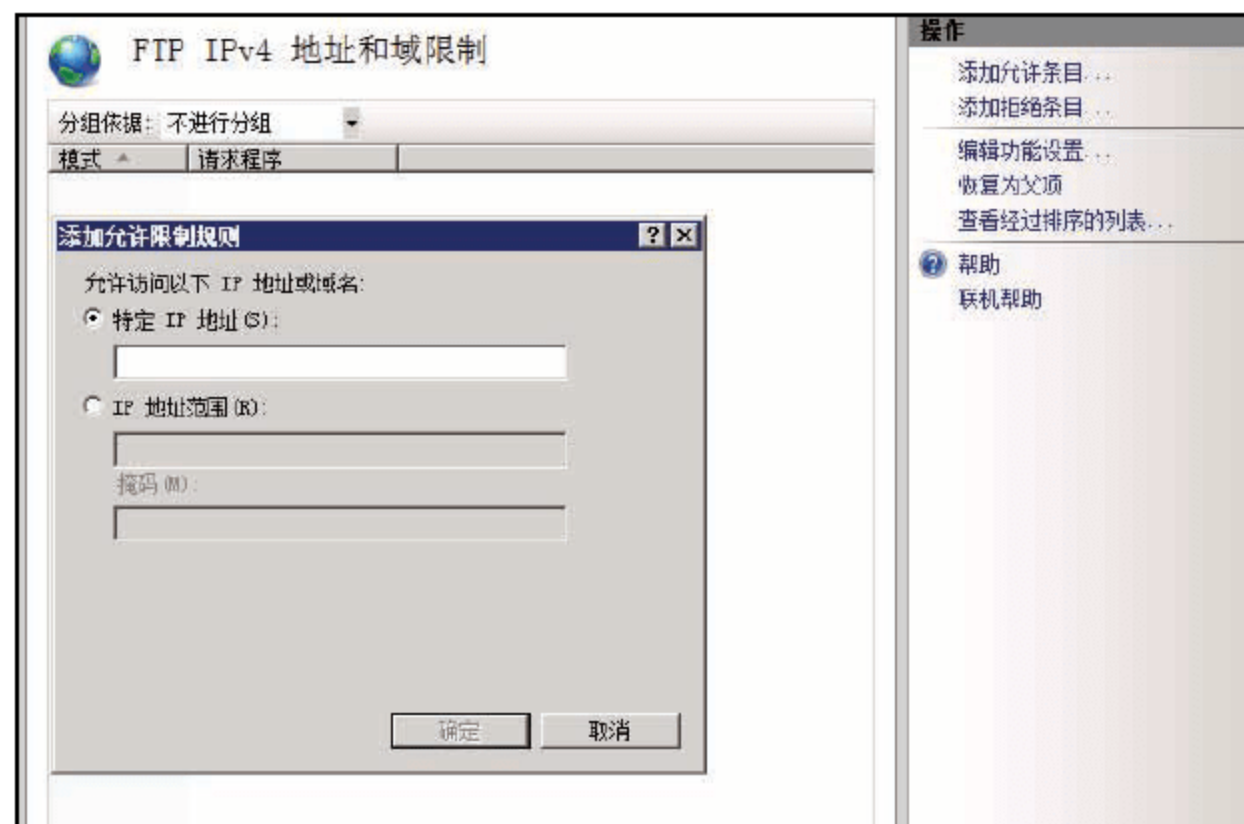 FTP IPv4 地址和域限制
分组依据: 不进行分组
模式 请求程序
添加允许限制规则
允许访问以下 IP 地址或域名:
特定 IP 地址(S):
IP 地址范围(R):
掩码(M):
确定 取消
操作
添加允许条目...
添加拒绝条目...
编辑功能设置...
恢复为父项
查看经过排序的列表...
帮助
联机帮助